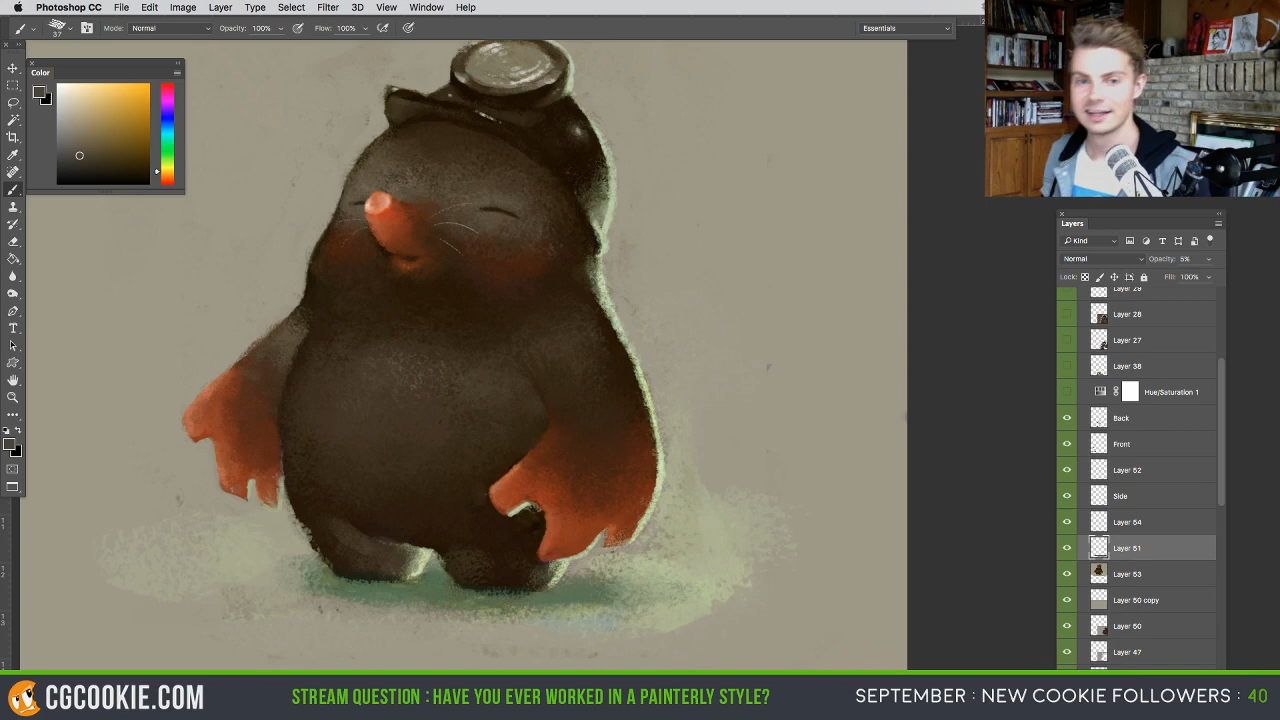 Photoshop CC File Edit Image Layer Type Select Filter 3D View Window Help
37 Mode: Normal Opacity: 100% Flow: 100% Essentials
Color
Layers
Kind
Normal Opacity: 5%
Lock: Fill: 100%
Layer 29
Layer 28
Layer 27
Layer 38
Hue/Saturation 1
Back
Front
Layer 52
Side
Layer 54
Layer 51
Layer 53
Layer 50 copy
Layer 50
Layer 47
CGCOOKIE.COM STREAM QUESTION : HAVE YOU EVER WORKED IN A PAINTERLY STYLE? SEPTEMBER : NEW COOKIE FOLLOWERS : 40